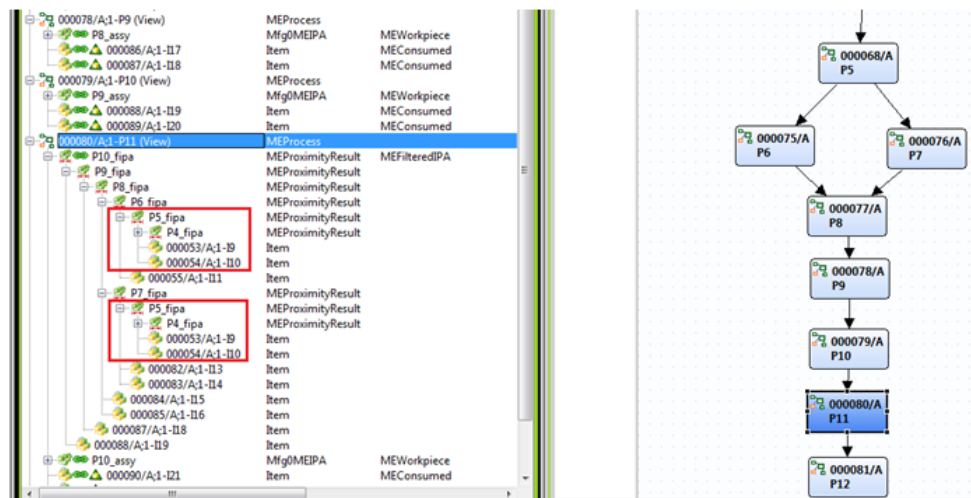 000078/A;1-P9 (View) MEProcess
P8_assy Mfg0MEIPA MEWorkpiece
000086/A;1-I17 Item MEConsumed
000087/A;1-I18 Item MEConsumed
000079/A;1-P10 (View) MEProcess
P9_assy Mfg0MEIPA MEWorkpiece
000088/A;1-I19 Item MEConsumed
000089/A;1-I20 Item MEConsumed
000080/A;1-P11 (View) MEProcess
P10_fipa MEProximityResult MEFilteredIPA
P9_fipa MEProximityResult
P8_fipa MEProximityResult
P6_fipa MEProximityResult
P5_fipa MEProximityResult
P4_fipa MEProximityResult
000053/A;1-I9 Item
000054/A;1-I10 Item
000055/A;1-I11 Item
P7_fipa MEProximityResult
P5_fipa MEProximityResult
P4_fipa MEProximityResult
000053/A;1-I9 Item
000054/A;1-I10 Item
000082/A;1-I13 Item
000083/A;1-I14 Item
000084/A;1-I15 Item
000085/A;1-I16 Item
000087/A;1-I18 Item
000088/A;1-I19 Item
P10_assy Mfg0MEIPA MEWorkpiece
000090/A;1-I21 Item MEConsumed
000068/A
P5
000075/A
P6
000076/A
P7
000077/A
P8
000078/A
P9
000079/A
P10
000080/A
P11
000081/A
P12